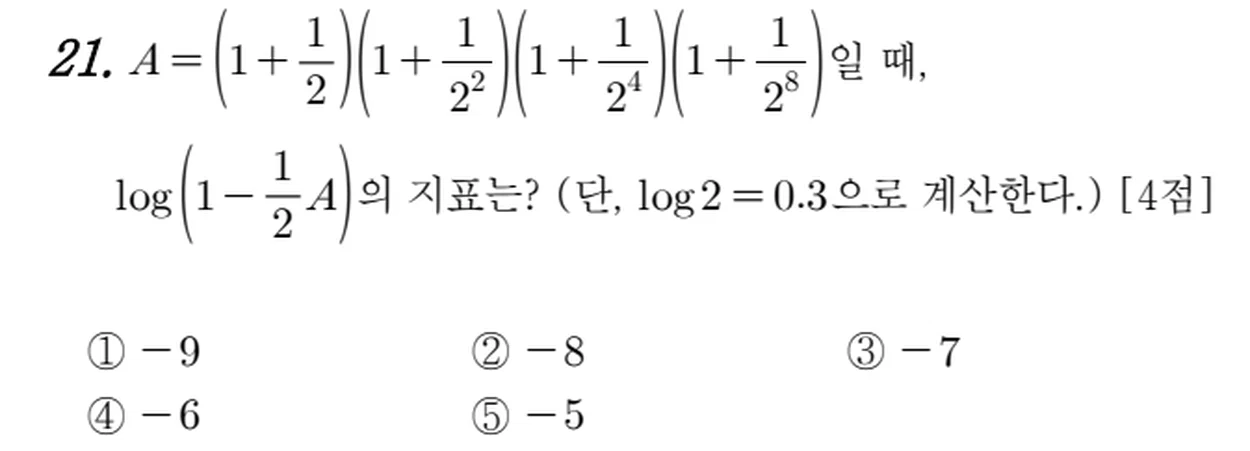 21. A = (1 + 1/2)(1 + 1/2²)(1 + 1/2⁴)(1 + 1/2⁸)일 때,
log(1 − 1/2 A)의 지표는? (단, log2 = 0.3으로 계산한다.) [4점]
① −9 ② −8 ③ −7
④ −6 ⑤ −5